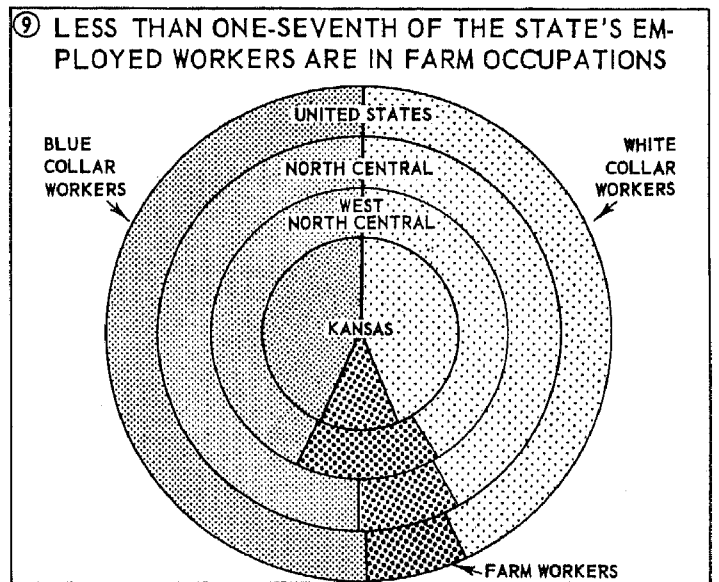 ⑨ LESS THAN ONE-SEVENTH OF THE STATE'S EM-
PLOYED WORKERS ARE IN FARM OCCUPATIONS
UNITED STATES
BLUE
COLLAR
WORKERS
WHITE
COLLAR
WORKERS
NORTH CENTRAL
WEST
NORTH CENTRAL
KANSAS
FARM WORKERS